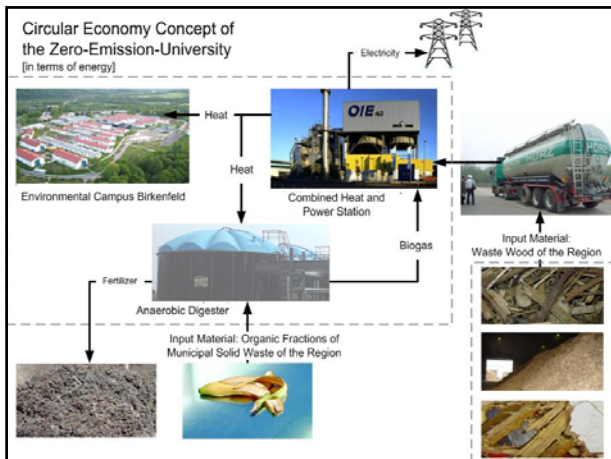 Circular Economy Concept of
the Zero-Emission-University
[in terms of energy]
Electricity
Heat
OIE AG
Heat
Environmental Campus Birkenfeld
Combined Heat and
Power Station
Biogas
Input Material:
Waste Wood of the Region
Fertilizer
Anaerobic Digester
Input Material: Organic Fractions of
Municipal Solid Waste of the Region